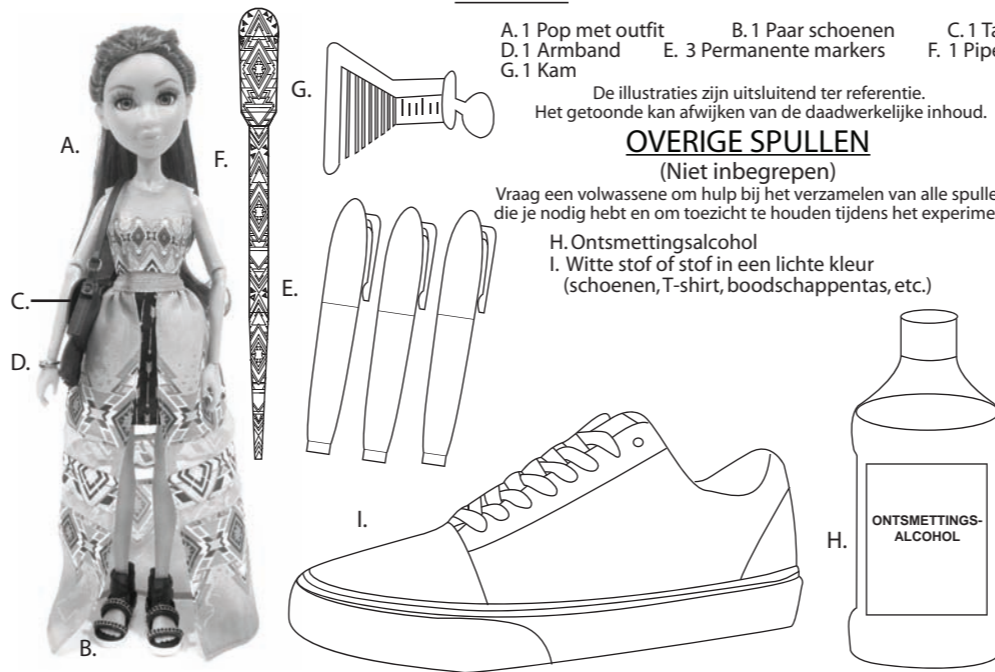 A. 1 Pop met outfit B. 1 Paar schoenen C. 1
D. 1 Armband E. 3 Permanente markers F. 1
G. 1 Kam
De illustraties zijn uitsluitend ter referentie.
Het getoonde kan afwijken van de daadwerkelijke inhoud.
OVERIGE SPULLEN
(Niet inbegrepen)
Vraag een volwassene om hulp bij het verzamelen van alle
die je nodig hebt en om toezicht te houden tijdens het
H. Ontsmettingsalcohol
I. Witte stof of stof in een lichte kleur
(schoenen, T-shirt, boodschappentas, etc.)
A.
F.
G.
C.
E.
D.
B.
I.
H.
ONTSMETTINGS-
ALCOHOL